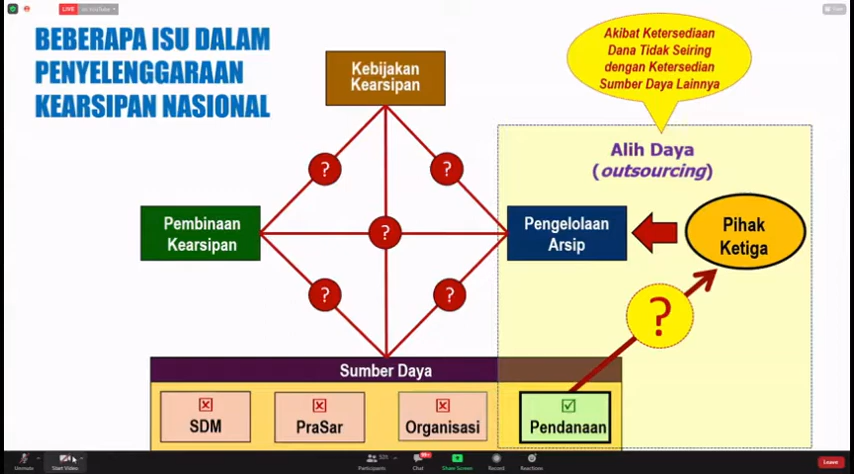 LIVE
BEBERAPA ISU DALAM
PENYELENGGARAAN
KEARSIPAN NASIONAL
Kebijakan
Kearsipan
Akibat Ketersediaan
Dana Tidak Seiring
dengan Ketersedian
Sumber Daya Lainnya
Alih Daya
(outsourcing)
?
?
Pembinaan
Kearsipan
?
Pengelolaan
Arsip
Pihak
Ketiga
?
?
?
Sumber Daya
SDM
PraSar
Organisasi
Pendanaan
Unmute
Start Video
Participants
Chat
Share Screen
Record
Reactions
Leave